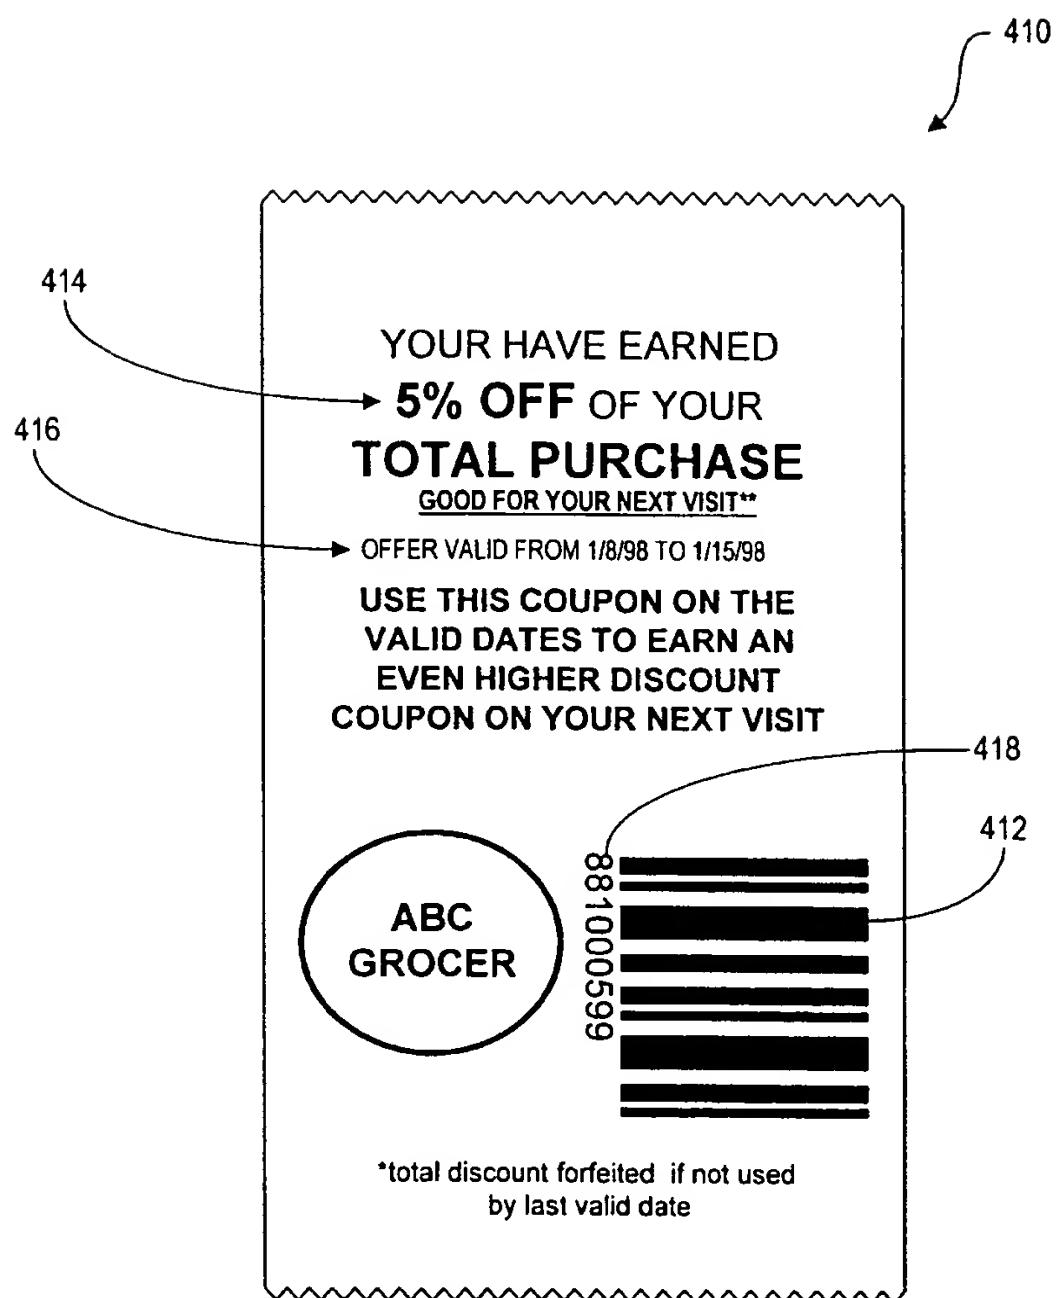 410
414
YOUR HAVE EARNED
5% OFF OF YOUR
416
TOTAL PURCHASE
GOOD FOR YOUR NEXT VISIT**
OFFER VALID FROM 1/8/98 TO 1/15/98
USE THIS COUPON ON THE
VALID DATES TO EARN AN
EVEN HIGHER DISCOUNT
COUPON ON YOUR NEXT VISIT
418
412
8810000599
ABC
GROCER
*total discount forfeited if not used
by last valid date